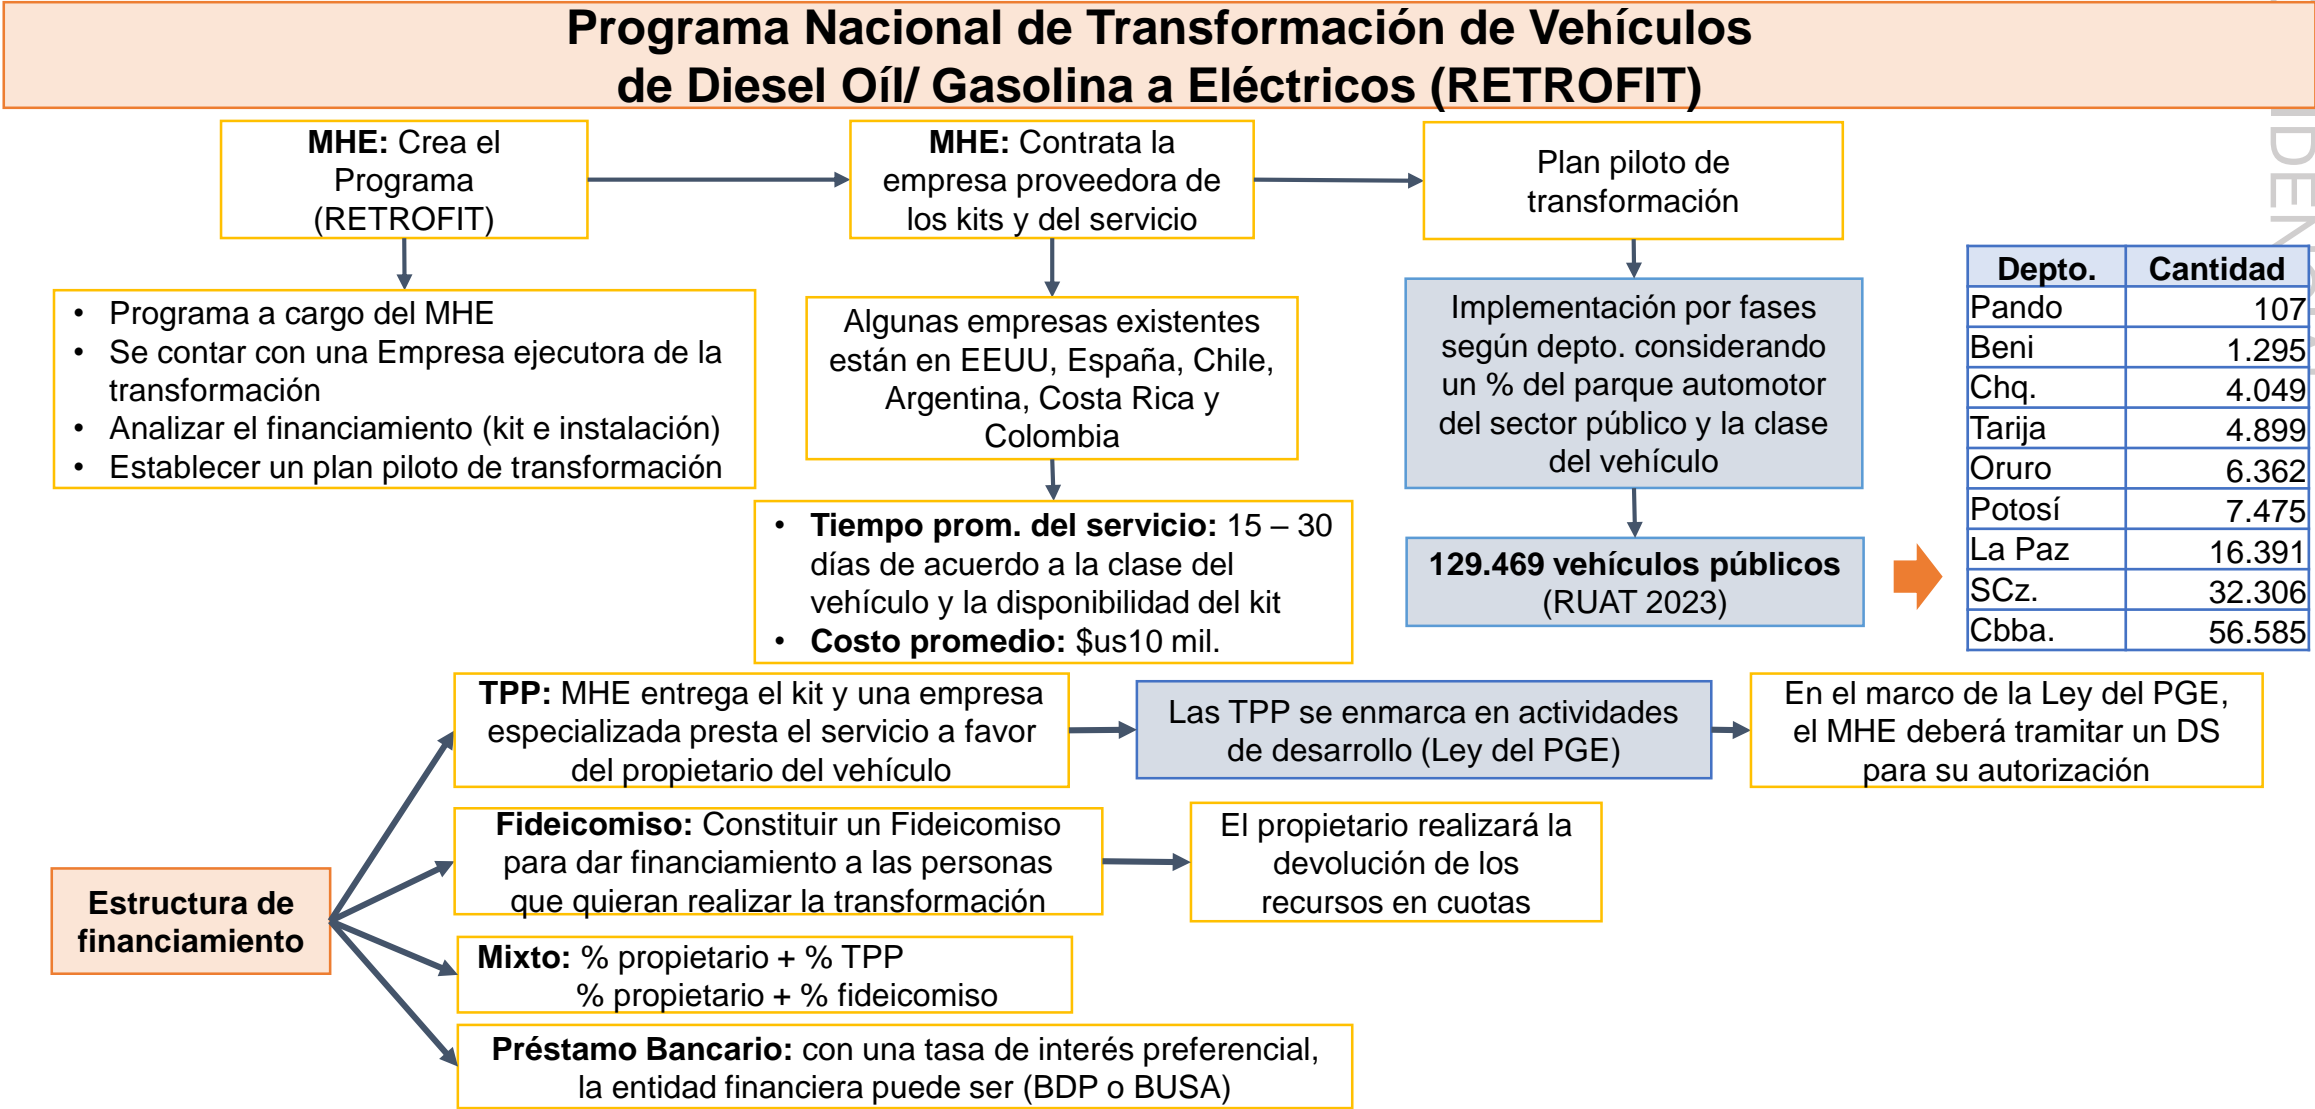 Programa Nacional de Transformación de Vehículos
de Diesel Oíl/ Gasolina a Eléctricos (RETROFIT)
MHE: Crea el
Programa
(RETROFIT)
MHE: Contrata la
empresa proveedora de
los kits y del servicio
Plan piloto de
transformación
• Programa a cargo del MHE
• Se contar con una Empresa ejecutora de la
transformación
• Analizar el financiamiento (kit e instalación)
• Establecer un plan piloto de transformación
Algunas empresas existentes
están en EEUU, España, Chile,
Argentina, Costa Rica y
Colombia
• Tiempo prom. del servicio: 15 – 30
días de acuerdo a la clase del
vehículo y la disponibilidad del kit
• Costo promedio: $us10 mil.
Implementación por fases
según depto. considerando
un % del parque automotor
del sector público y la clase
del vehículo
129.469 vehículos públicos
(RUAT 2023)
Depto. Cantidad
Pando 107
Beni 1.295
Chq. 4.049
Tarija 4.899
Oruro 6.362
Potosí 7.475
La Paz 16.391
SCz. 32.306
Cbba. 56.585
Estructura de
financiamiento
TPP: MHE entrega el kit y una empresa
especializada presta el servicio a favor
del propietario del vehículo
Las TPP se enmarca en actividades
de desarrollo (Ley del PGE)
En el marco de la Ley del PGE,
el MHE deberá tramitar un DS
para su autorización
Fideicomiso: Constituir un Fideicomiso
para dar financiamiento a las personas
que quieran realizar la transformación
El propietario realizará la
devolución de los
recursos en cuotas
Mixto: % propietario + % TPP
% propietario + % fideicomiso
Préstamo Bancario: con una tasa de interés preferencial,
la entidad financiera puede ser (BDP o BUSA)